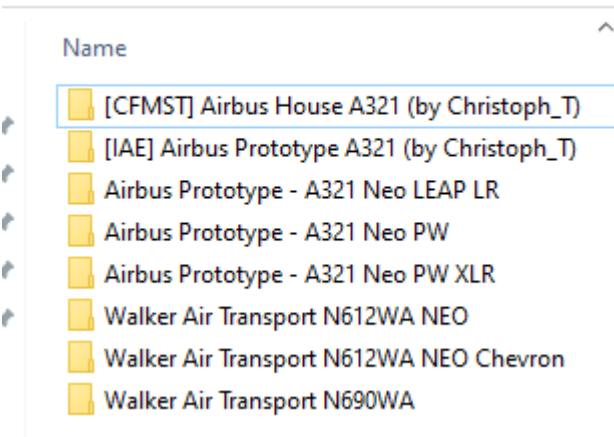 Name
[CFMST] Airbus House A321 (by Christoph_T)
[IAE] Airbus Prototype A321 (by Christoph_T)
Airbus Prototype - A321 Neo LEAP LR
Airbus Prototype - A321 Neo PW
Airbus Prototype - A321 Neo PW XLR
Walker Air Transport N612WA NEO
Walker Air Transport N612WA NEO Chevron
Walker Air Transport N690WA